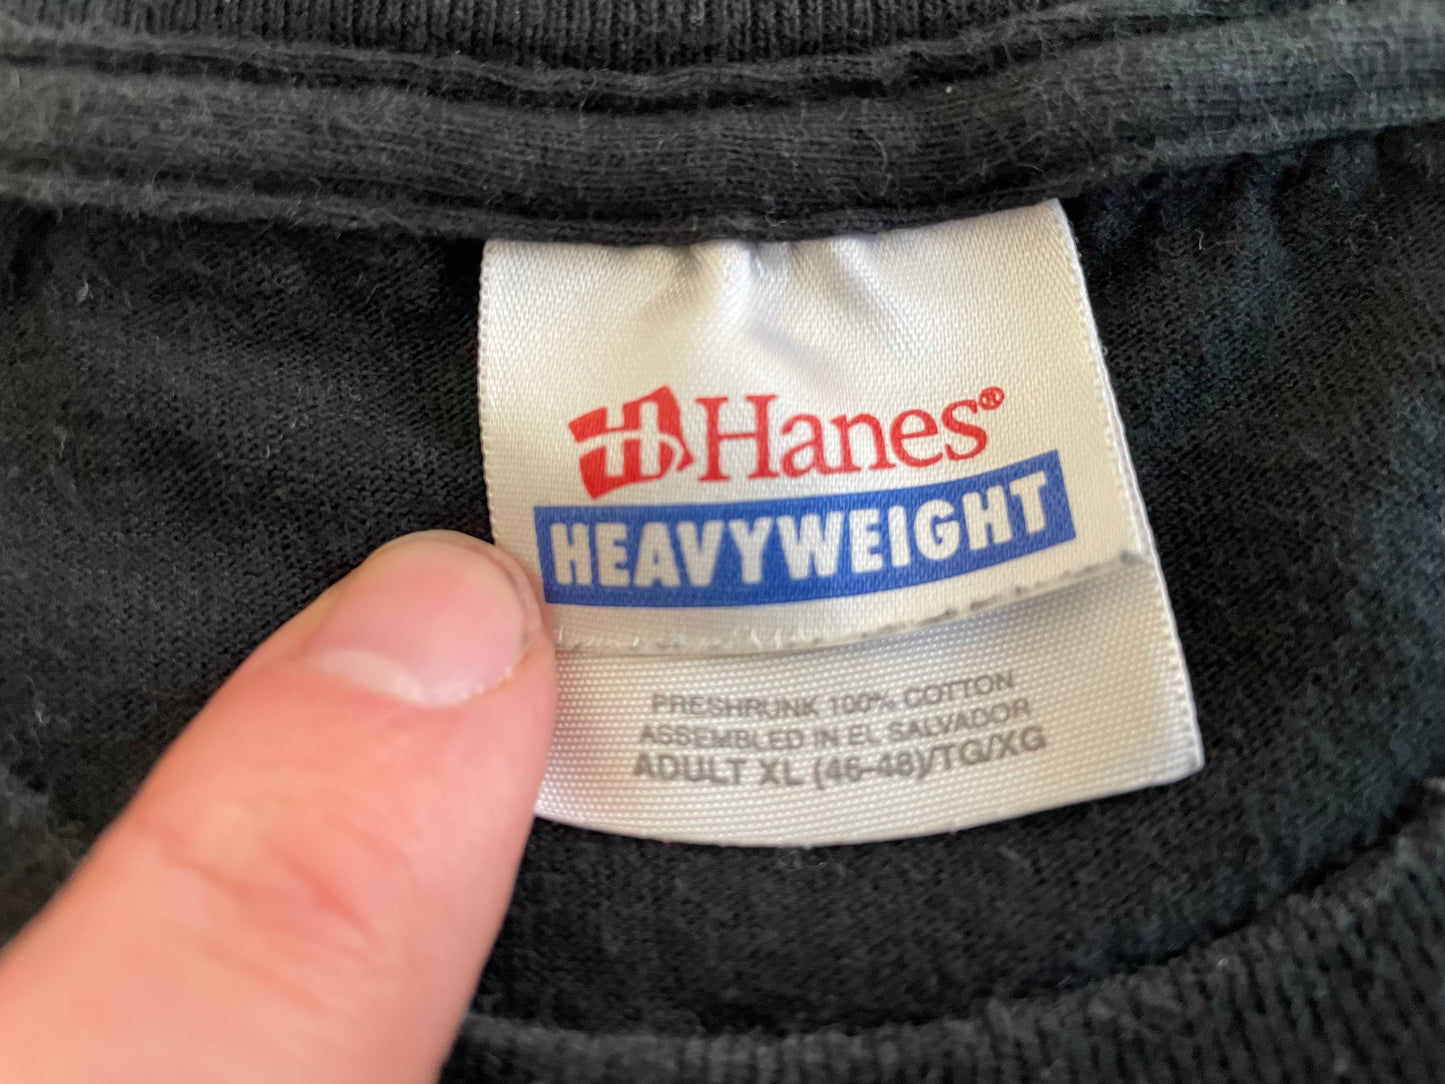 Hanes®
HEAVYWEIGHT
PRESHRUNK 100% COTTON
ASSEMBLED IN EL SALVADOR
ADULT XL (46-48)/TG/XG